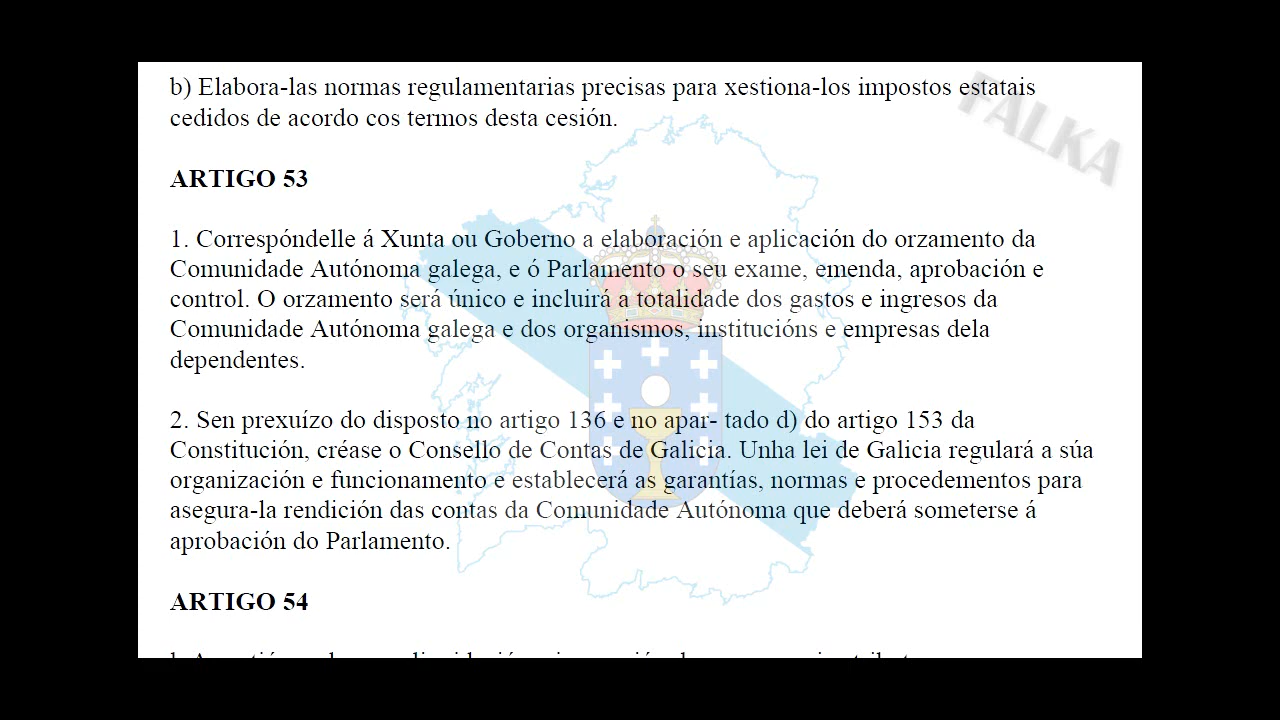 b) Elabora-las normas regulamentarias precisas para xestiona-los impostos estatais
cedidos de acordo cos termos desta cesión.
FALKA
ARTIGO 53
1. Correspóndelle á Xunta ou Goberno a elaboración e aplicación do orzamento da
Comunidade Autónoma galega, e ó Parlamento o seu exame, emenda, aprobación e
control. O orzamento será único e incluirá a totalidade dos gastos e ingresos da
Comunidade Autónoma galega e dos organismos, institucións e empresas dela
dependentes.
2. Sen prexuízo do disposto no artigo 136 e no apar- tado d) do artigo 153 da
Constitución, créase o Consello de Contas de Galicia. Unha lei de Galicia regulará a súa
organización e funcionamento e establecerá as garantías, normas e procedementos para
asegura-la rendición das contas da Comunidade Autónoma que deberá someterse á
aprobación do Parlamento.
ARTIGO 54